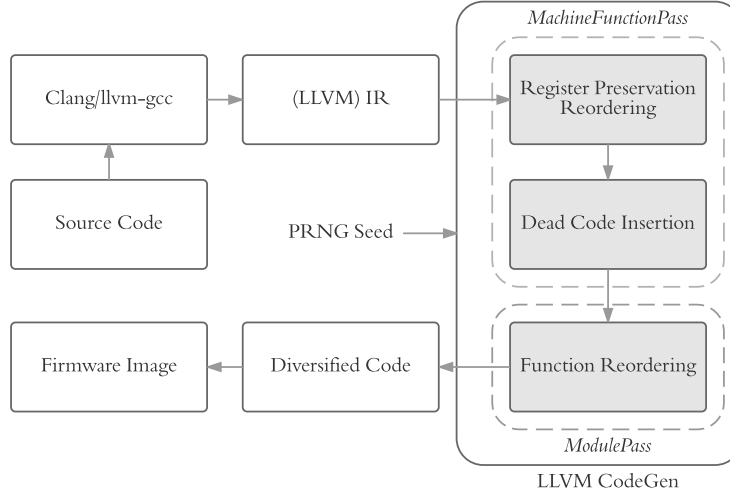 MachineFunctionPass
Clang/llvm-gcc
(LLVM) IR
Register Preservation
Reordering
Source Code
PRNG Seed
Dead Code Insertion
Firmware Image
Diversified Code
Function Reordering
ModulePass
LLVM CodeGen